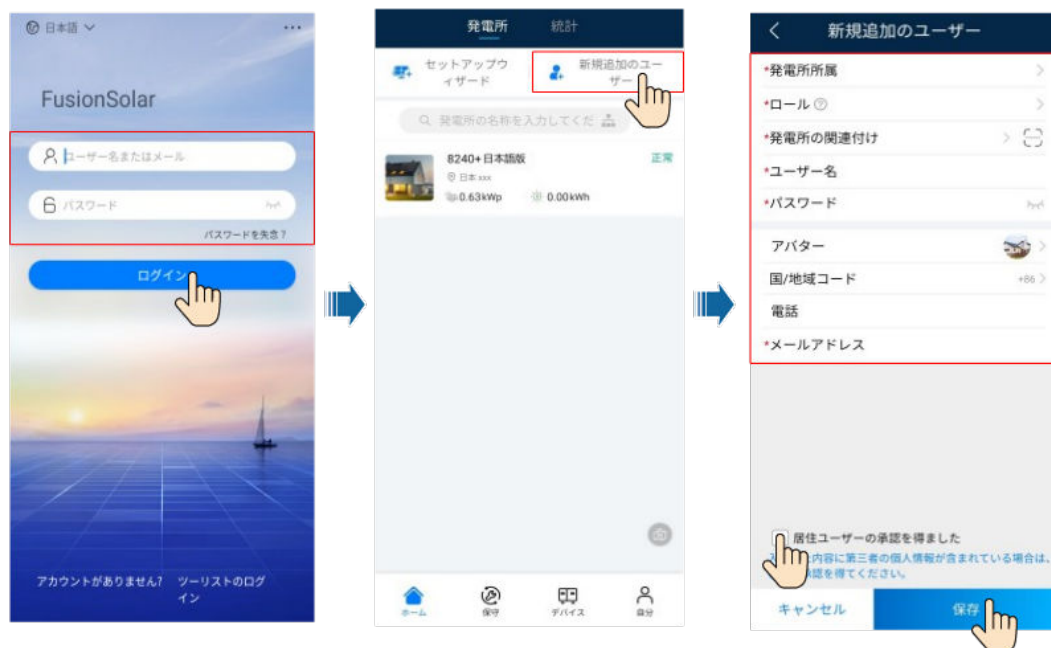 日本語
FusionSolar
ユーザー名またはメール
パスワード
パスワードを失念?
ログイン
アカウントがありません?
ツーリストのログ
イン
発電所
統計
セットアップウ
ィザード
新規追加のユー
ザー
発電所の名称を入力してくだ
8240+日本語版
正常
日本 xxx
0.63kWp
0.00kWh
ホーム
保守
デバイス
自分
新規追加のユーザー
*発電所所属
*ロール
*発電所の関連付け
*ユーザー名
*パスワード
アバター
国/地域コード
+86
電話
*メールアドレス
居住ユーザーの承認を得ました
内容に第三者の個人情報が含まれている場合は、
承認を得てください。
キャンセル
保存